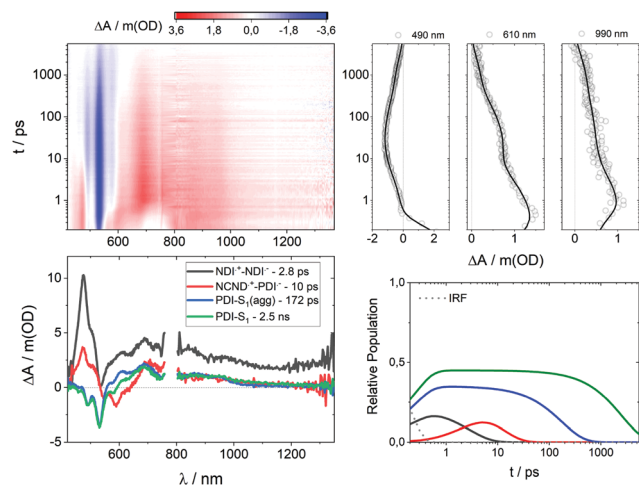 ΔA / m(OD)
3,6 1,8 0,0 -1,8 -3,6
t / ps
1000
100
10
1
600 800 1000 1200
490 nm 610 nm 990 nm
1000
100
10
1
-2 0 2 0 1 0 1
ΔA / m(OD)
ΔA / m(OD)
10
5
0
-5
NDI·⁺-NDI·⁻ - 2.8 ps
NCND·⁺-PDI·⁻ - 10 ps
PDI-S₁(agg) - 172 ps
PDI-S₁ - 2.5 ns
600 800 1000 1200
λ / nm
Relative Population
1,0
0,5
0,0
IRF
1 10 100 1000
t / ps